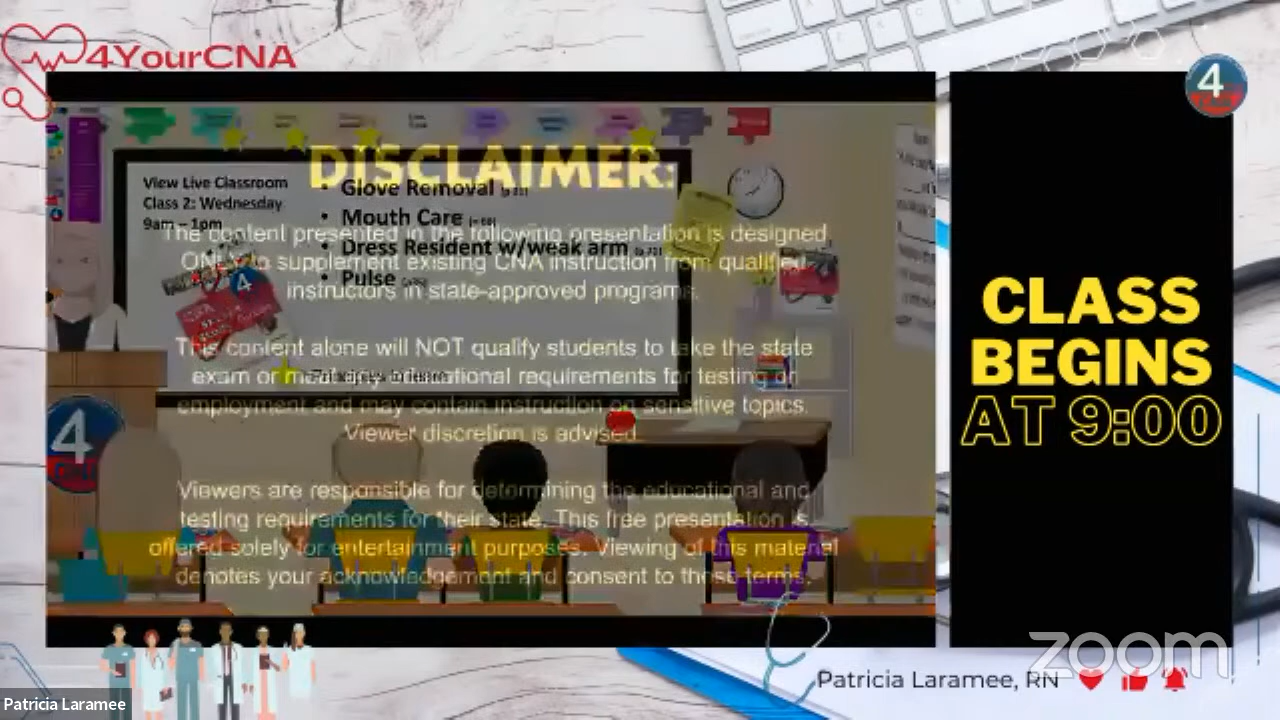 4YourCNA
4
DISCLAIMER:
View Live Classroom
Class 2: Wednesday
9am – 1pm
• Glove Removal
• Mouth Care
• Dress Resident w/weak arm
• Pulse
The content presented in the following presentation is designed
ONLY to supplement existing CNA instruction from qualified
instructors in state-approved programs.
This content alone will NOT qualify students to take the state
exam or meet any educational requirements for testing or
employment and may contain instruction on sensitive topics.
Viewer discretion is advised.
Viewers are responsible for determining the educational and
testing requirements for their state. This free presentation is
offered solely for entertainment purposes. Viewing of this material
denotes your acknowledgement and consent to these terms.
4
CLASS
BEGINS
AT 9:00
zoom
Patricia Laramee, RN
Patricia Laramee